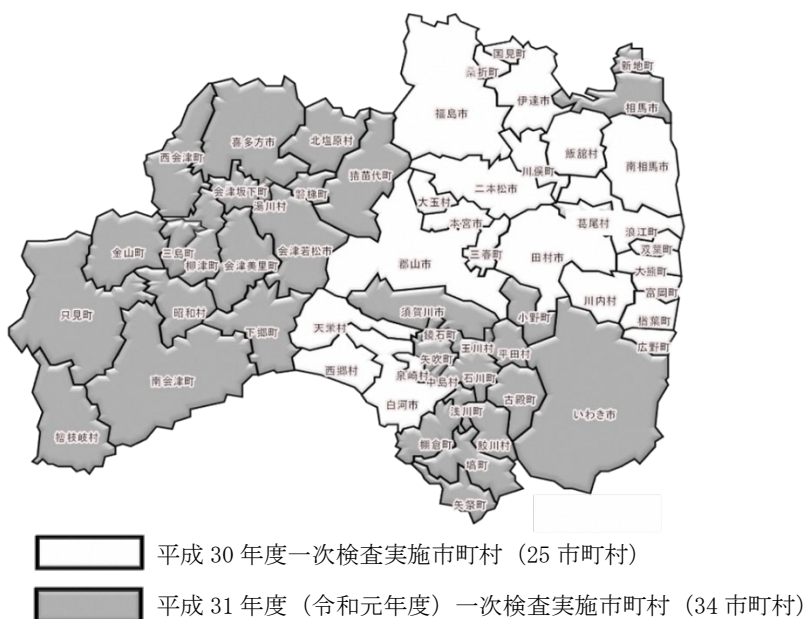 国見町
桑折町
新地町
伊達市
相馬市
福島市
喜多方市
北塩原村
西会津町
飯舘村
南相馬市
川俣町
猪苗代町
二本松市
会津坂下町
磐梯町
湯川村
大玉村
本宮市
葛尾村
浪江町
金山町
三島町
柳津町
会津美里町
会津若松市
三春町
田村市
双葉町
郡山市
大熊町
川内村
富岡町
只見町
昭和村
須賀川市
小野町
楢葉町
下郷町
天栄村
鏡石町
玉川村
平田村
広野町
矢吹町
西郷村
泉崎村
中島村
石川町
南会津町
白河市
浅川町
古殿町
いわき市
檜枝岐村
棚倉町
鮫川村
塙町
矢祭町
平成 30 年度一次検査実施市町村（25 市町村）
平成 31 年度（令和元年度）一次検査実施市町村（34 市町村）